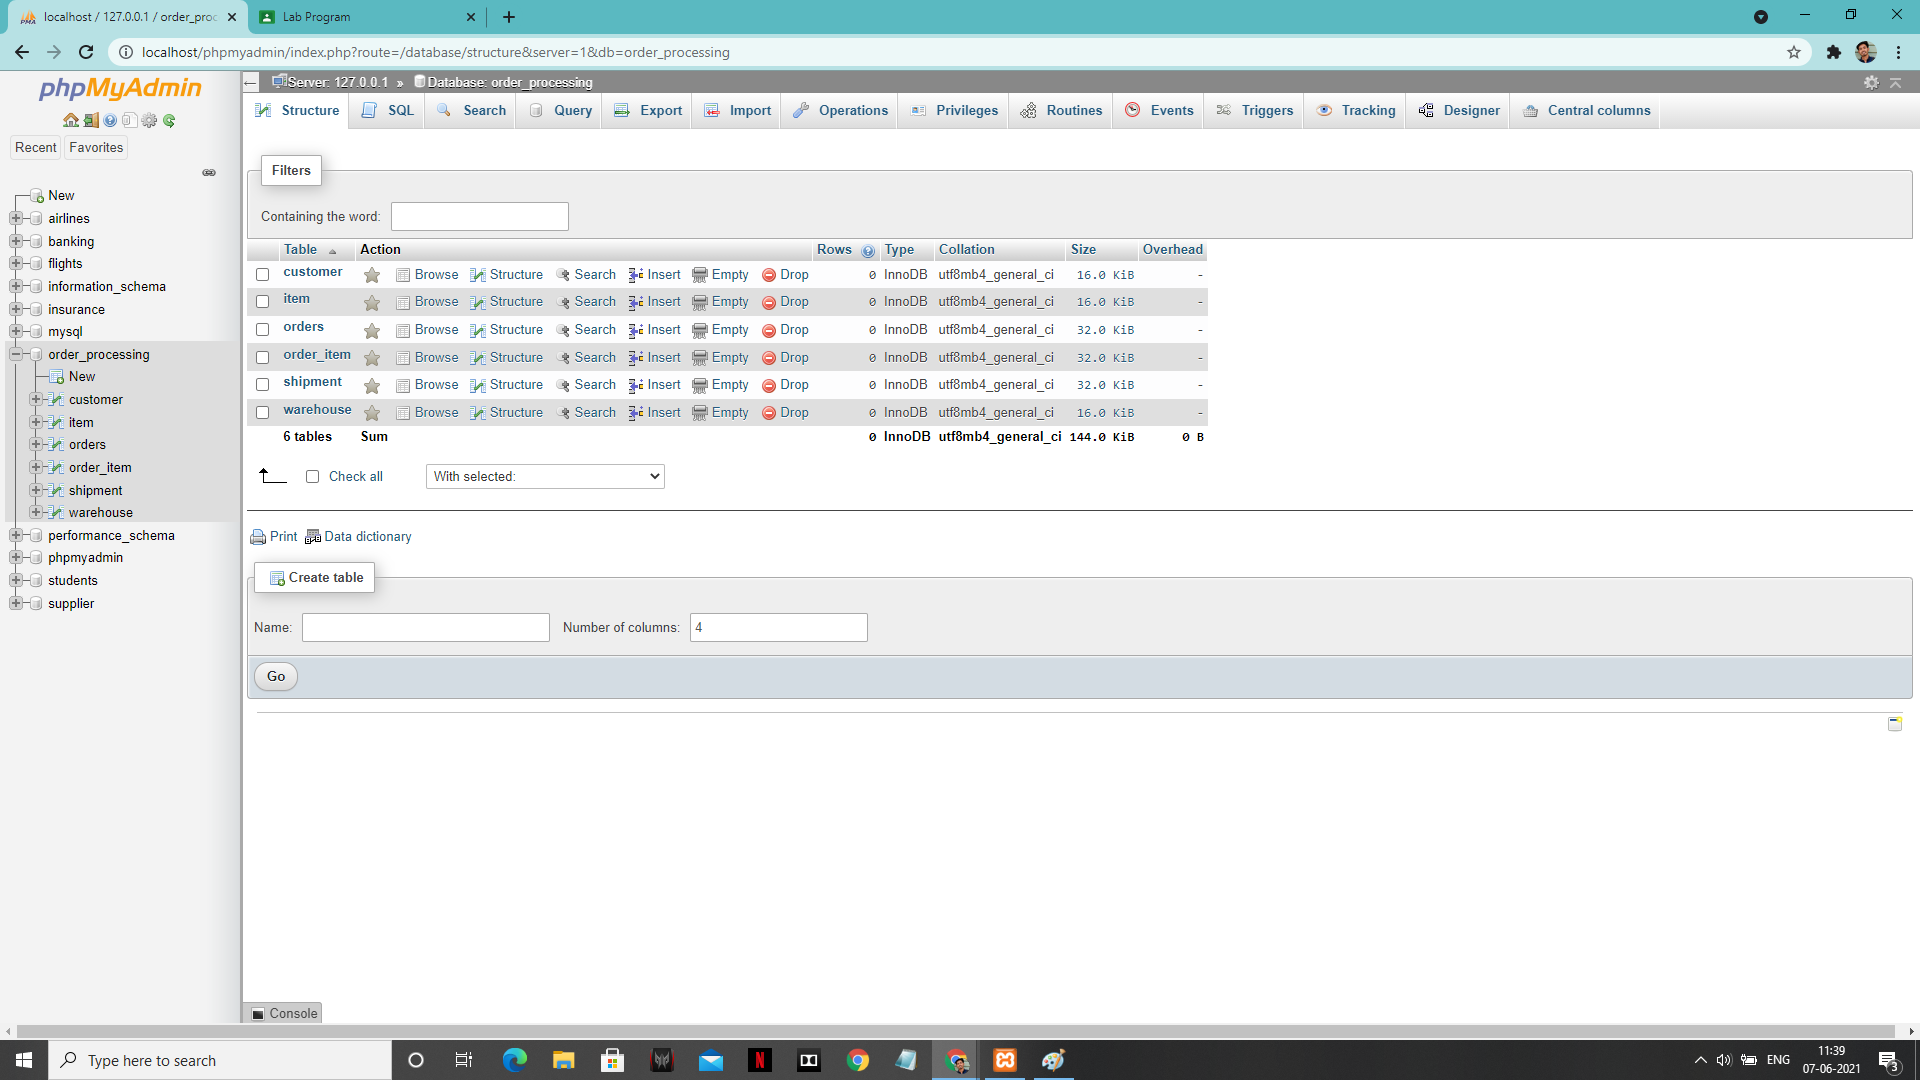 localhost / 127.0.0.1 / order_proc
Lab Program
localhost/phpmyadmin/index.php?route=/database/structure&server=1&db=order_processing
phpMyAdmin
Server: 127.0.0.1 » Database: order_processing
Structure SQL Search Query Export Import Operations Privileges Routines Events Triggers Tracking Designer Central columns
Recent Favorites
New
airlines
banking
flights
information_schema
insurance
mysql
order_processing
New
customer
item
orders
order_item
shipment
warehouse
performance_schema
phpmyadmin
students
supplier
Filters
Containing the word:
Table Action Rows Type Collation Size Overhead
customer Browse Structure Search Insert Empty Drop 0 InnoDB utf8mb4_general_ci 16.0 KiB -
item Browse Structure Search Insert Empty Drop 0 InnoDB utf8mb4_general_ci 16.0 KiB -
orders Browse Structure Search Insert Empty Drop 0 InnoDB utf8mb4_general_ci 32.0 KiB -
order_item Browse Structure Search Insert Empty Drop 0 InnoDB utf8mb4_general_ci 32.0 KiB -
shipment Browse Structure Search Insert Empty Drop 0 InnoDB utf8mb4_general_ci 32.0 KiB -
warehouse Browse Structure Search Insert Empty Drop 0 InnoDB utf8mb4_general_ci 16.0 KiB -
6 tables Sum 0 InnoDB utf8mb4_general_ci 144.0 KiB 0 B
Check all With selected:
Print Data dictionary
Create table
Name: Number of columns: 4
Go
Console
Type here to search
ENG
11:39
07-06-2021
3